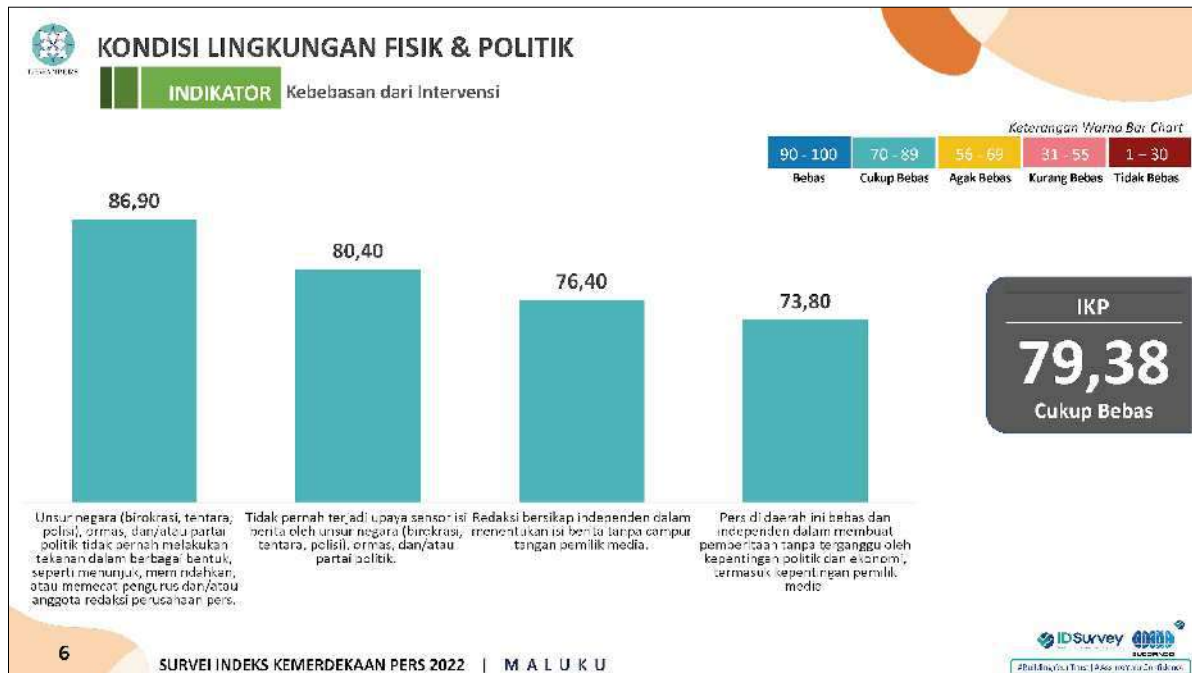 KONDISI LINGKUNGAN FISIK & POLITIK
INDIKATOR Kebebasan dari Intervensi
Keterangan Warna Bar Chart
90 - 100 70 - 89 56 - 69 31 - 55 1 – 30
Bebas Cukup Bebas Agak Bebas Kurang Bebas Tidak Bebas
86,90
80,40
76,40
73,80
IKP
79,38
Cukup Bebas
Unsur negara (birokrasi, tentara,
polisi), ormas, dan/atau partai
politik tidak pernah melakukan
tekanan dalam berbagai bentuk,
seperti menunjuk, memindahkan,
atau memecat pengurus dan/atau
anggota redaksi perusahaan pers.
Tidak pernah terjadi upaya sensor isi
berita oleh unsur negara (birokrasi,
tentara, polisi), ormas, dan/atau
partai politik.
Redaksi bersikap independen dalam
menentukan isi berita tanpa campur
tangan pemilik media.
Pers di daerah ini bebas dan
independen dalam membuat
pemberitaan tanpa terganggu oleh
kepentingan politik dan ekonomi,
termasuk kepentingan pemilik
media
6
SURVEI INDEKS KEMERDEKAAN PERS 2022 | MALUKU
IDSurvey